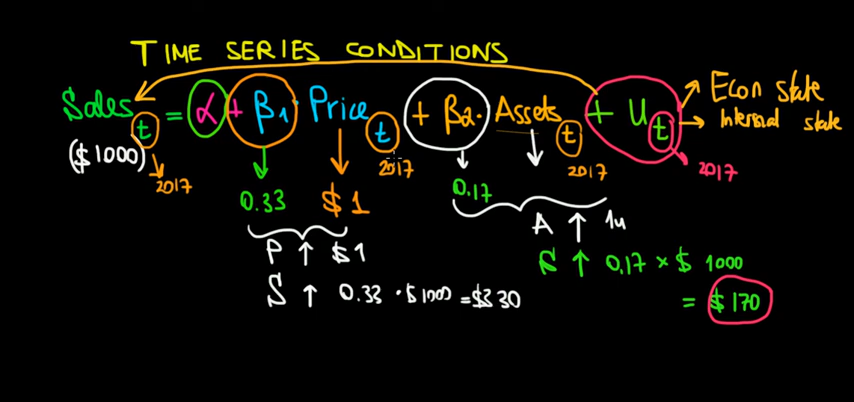 TIME SERIES CONDITIONS
Sales t = α + β1 · Price t + β2 · Assets t + U t
Econ state
Internal state
($1000)
2017
2017
2017
2017
0.33
$1
0.17
P ↑ $1
A ↑ 1u
S ↑ 0.33 · $1000 = $330
S ↑ 0.17 × $ 1000
= $170